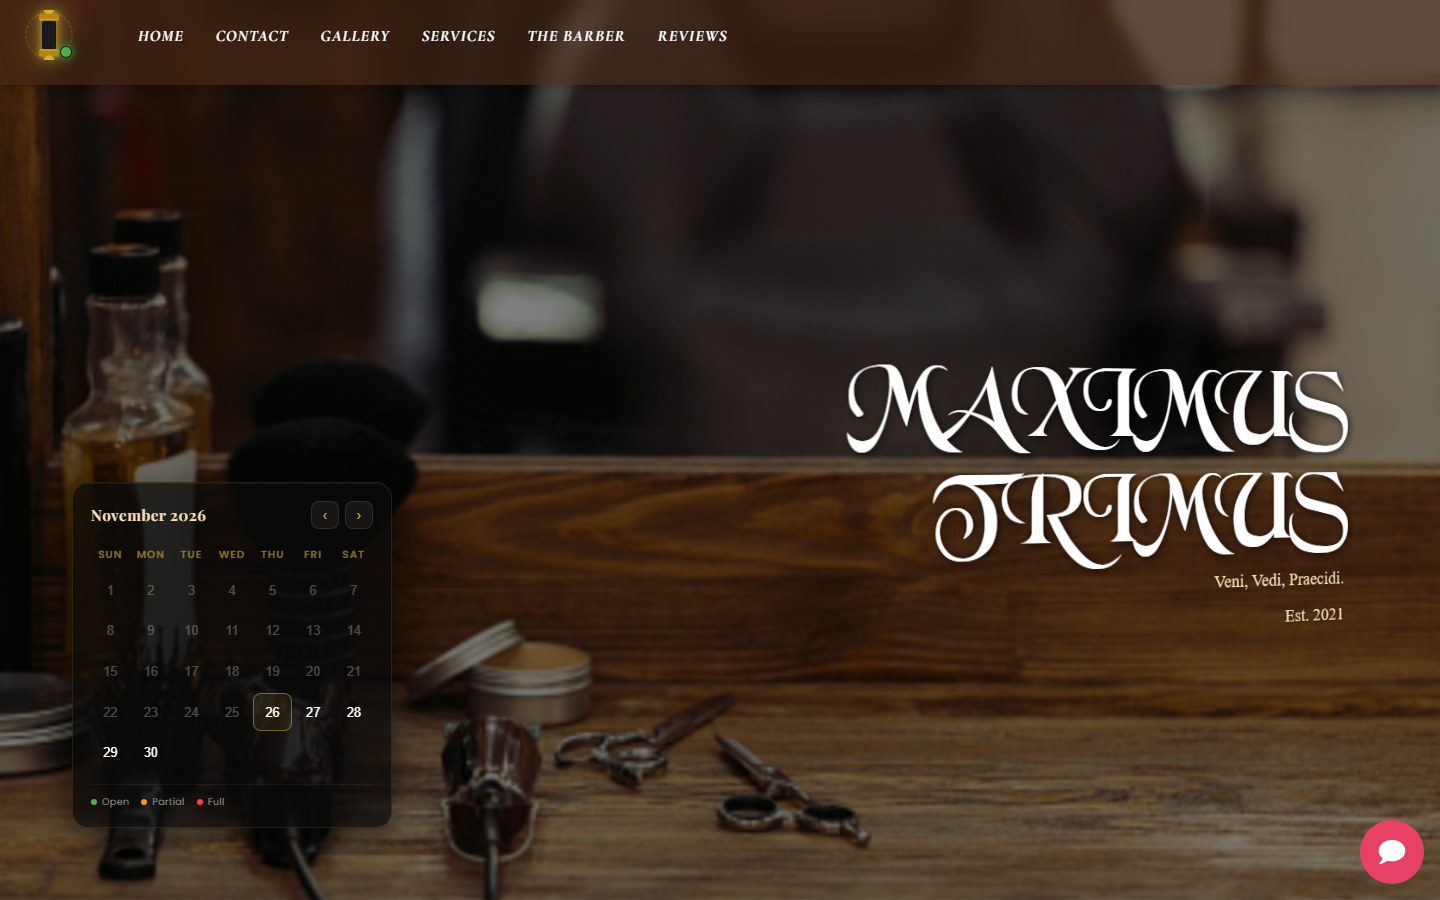 HOME CONTACT GALLERY SERVICES THE BARBER REVIEWS
MAXIMUS
TRIMUS
Veni, Vedi, Praecidi.
Est. 2021
November 2026 ‹ ›
SUN MON TUE WED THU FRI SAT
1 2 3 4 5 6 7
8 9 10 11 12 13 14
15 16 17 18 19 20 21
22 23 24 25 26 27 28
29 30
Open Partial Full